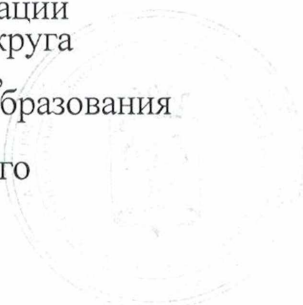 ации
круга
,
образования
го